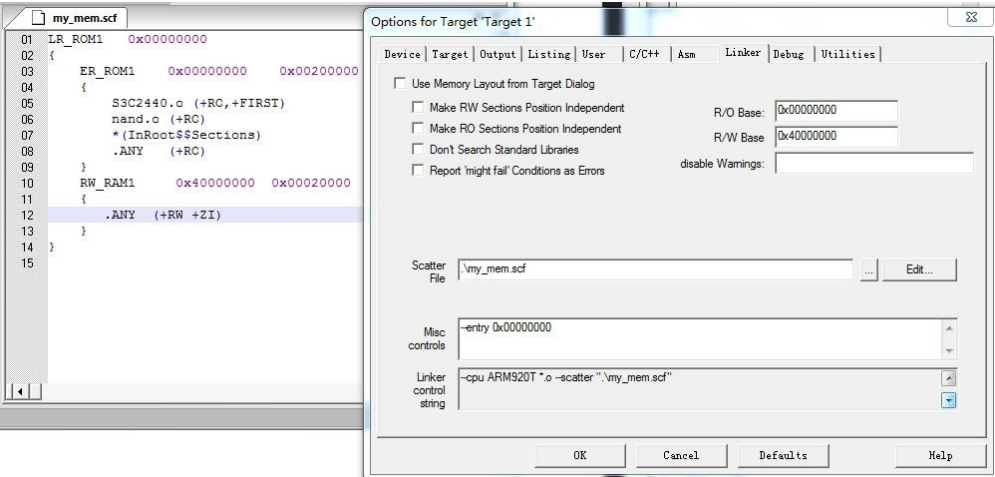 my_mem.scf
01 LR_ROM1 0x00000000
02 {
03 ER_ROM1 0x00000000 0x00200000
04 {
05 S3C2440.o (+RO,+FIRST)
06 nand.o (+RO)
07 *(InRoot$$Sections)
08 .ANY (+RO)
09 }
10 RW_RAM1 0x40000000 0x00020000
11 {
12 .ANY (+RW +ZI)
13 }
14 }
15
Options for Target 'Target 1'
Device Target Output Listing User C/C++ Asm Linker Debug Utilities
Use Memory Layout from Target Dialog
Make RW Sections Position Independent
Make RO Sections Position Independent
Don't Search Standard Libraries
Report 'might fail' Conditions as Errors
R/O Base: 0x00000000
R/W Base 0x40000000
disable Warnings:
Scatter File
.\my_mem.scf
... Edit...
Misc controls
--entry 0x00000000
Linker control string
--cpu ARM920T *.o --scatter ".\my_mem.scf"
OK Cancel Defaults Help